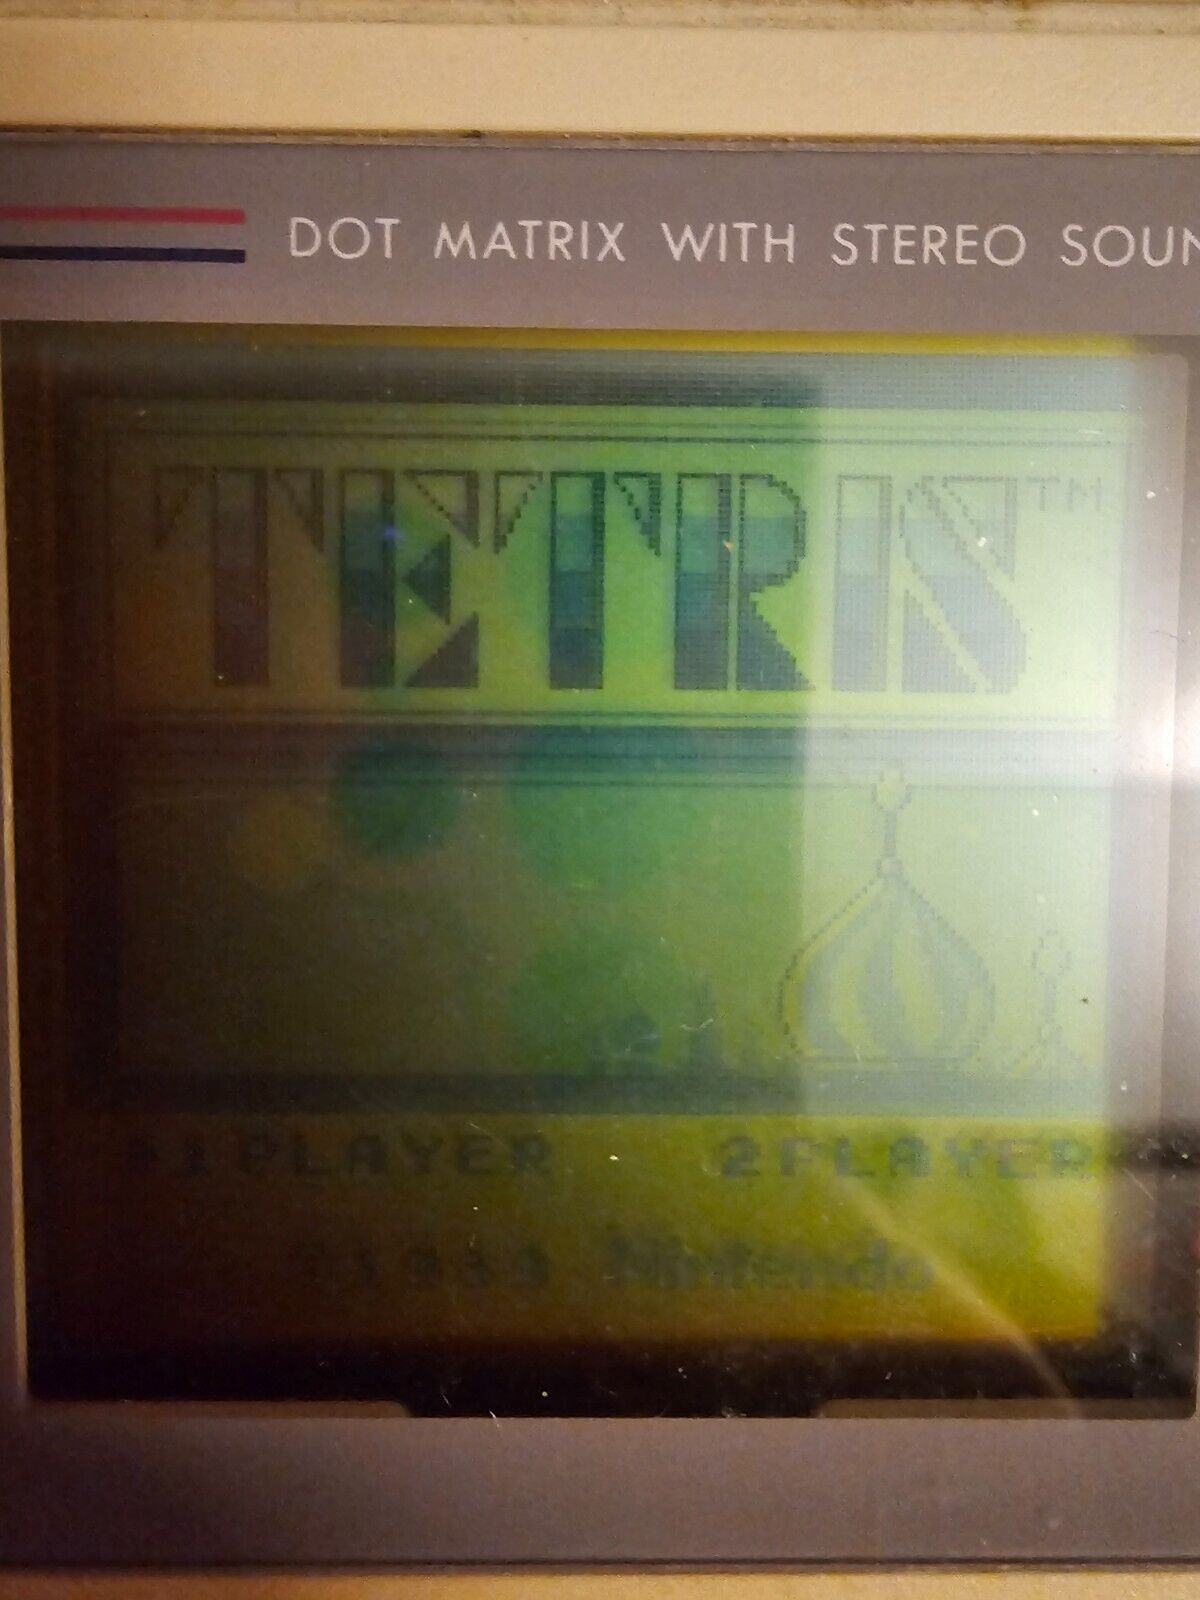 DOT MATRIX WITH STEREO SOUN
TETRIS™
1PLAYER 2PLAYER
Nintendo